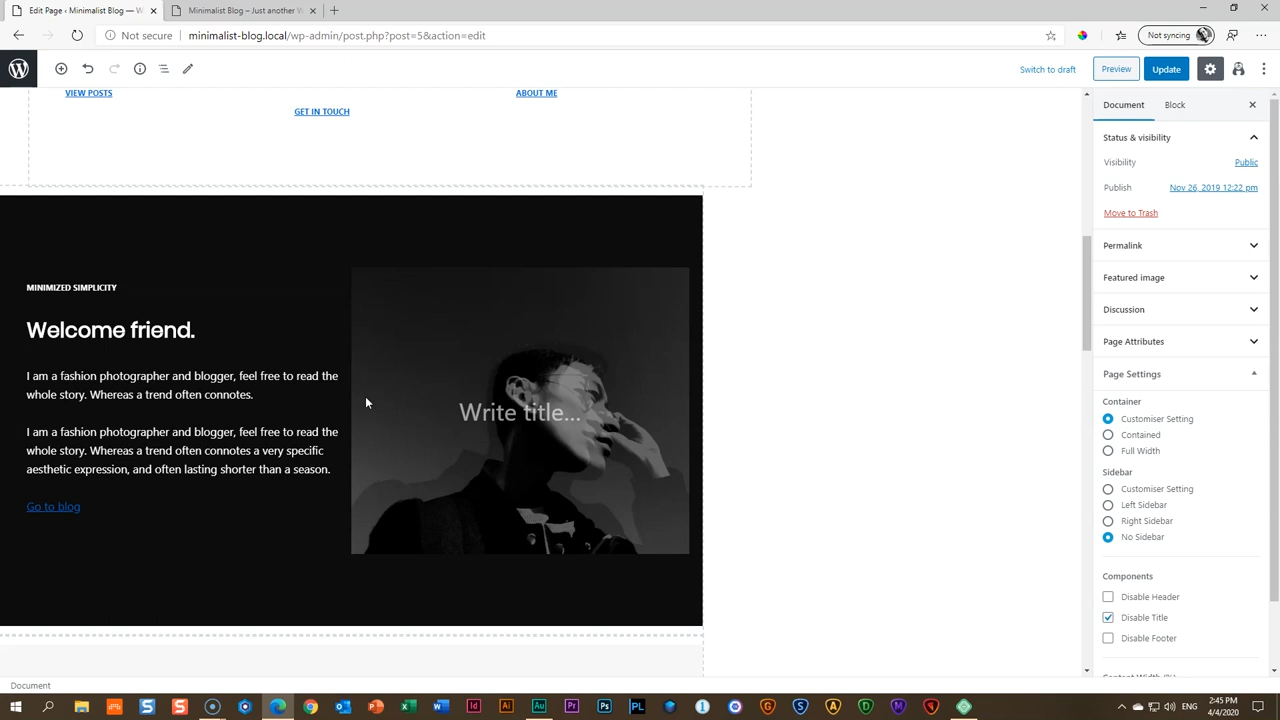 Edit Page ‹ Minimalist Blog — W
Minimalist Blog – Just another W
Not secure
minimalist-blog.local/wp-admin/post.php?post=5&action=edit
Not syncing
Switch to draft
Preview
Update
VIEW POSTS
ABOUT ME
GET IN TOUCH
MINIMIZED SIMPLICITY
Welcome friend.
I am a fashion photographer and blogger, feel free to read the
whole story. Whereas a trend often connotes.
I am a fashion photographer and blogger, feel free to read the
whole story. Whereas a trend often connotes a very specific
aesthetic expression, and often lasting shorter than a season.
Go to blog
Write title...
Document
Block
Status & visibility
Visibility
Public
Publish
Nov 26, 2019 12:22 pm
Move to Trash
Permalink
Featured image
Discussion
Page Attributes
Page Settings
Container
Customiser Setting
Contained
Full Width
Sidebar
Customiser Setting
Left Sidebar
Right Sidebar
No Sidebar
Components
Disable Header
Disable Title
Disable Footer
Content Width (%)
Document
2:45 PM
4/4/2020